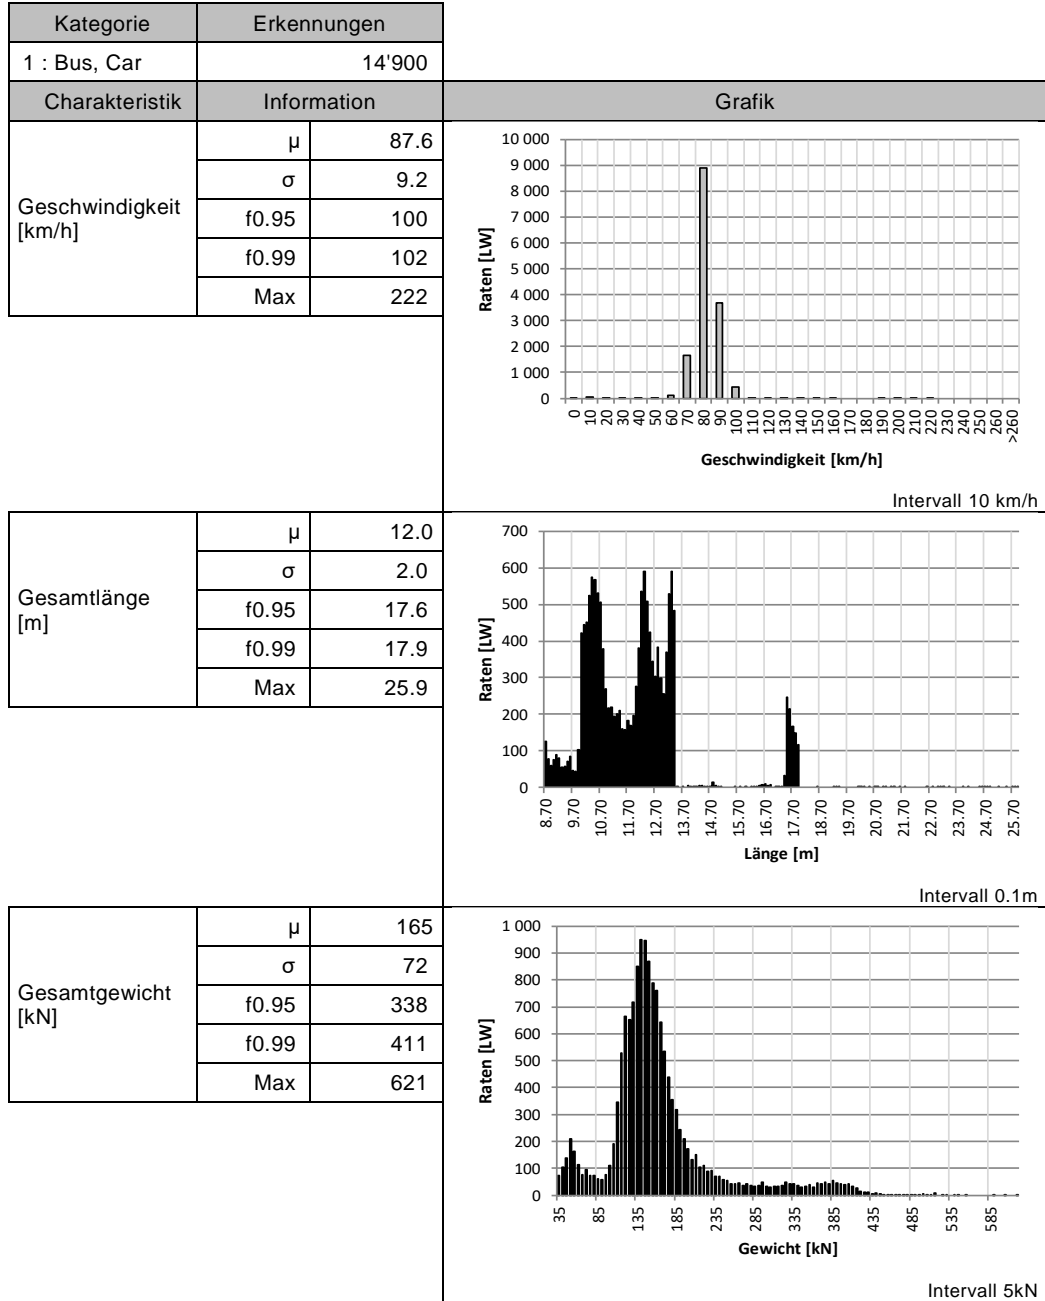 Kategorie Erkennungen
1 : Bus, Car 14'900
Charakteristik Information Grafik
Geschwindigkeit
[km/h]
µ 87.6
σ 9.2
f0.95 100
f0.99 102
Max 222
10 000
9 000
8 000
7 000
6 000
5 000
4 000
3 000
2 000
1 000
0
Raten [LW]
0 10 20 30 40 50 60 70 80 90 100 110 120 130 140 150 160 170 180 190 200 210 220 230 240 250 260 >260
Geschwindigkeit [km/h]
Intervall 10 km/h
Gesamtlänge
[m]
µ 12.0
σ 2.0
f0.95 17.6
f0.99 17.9
Max 25.9
700
600
500
400
300
200
100
0
Raten [LW]
8.70 9.70 10.70 11.70 12.70 13.70 14.70 15.70 16.70 17.70 18.70 19.70 20.70 21.70 22.70 23.70 24.70 25.70
Länge [m]
Intervall 0.1m
Gesamtgewicht
[kN]
µ 165
σ 72
f0.95 338
f0.99 411
Max 621
1 000
900
800
700
600
500
400
300
200
100
0
Raten [LW]
35 85 135 185 235 285 335 385 435 485 535 585
Gewicht [kN]
Intervall 5kN